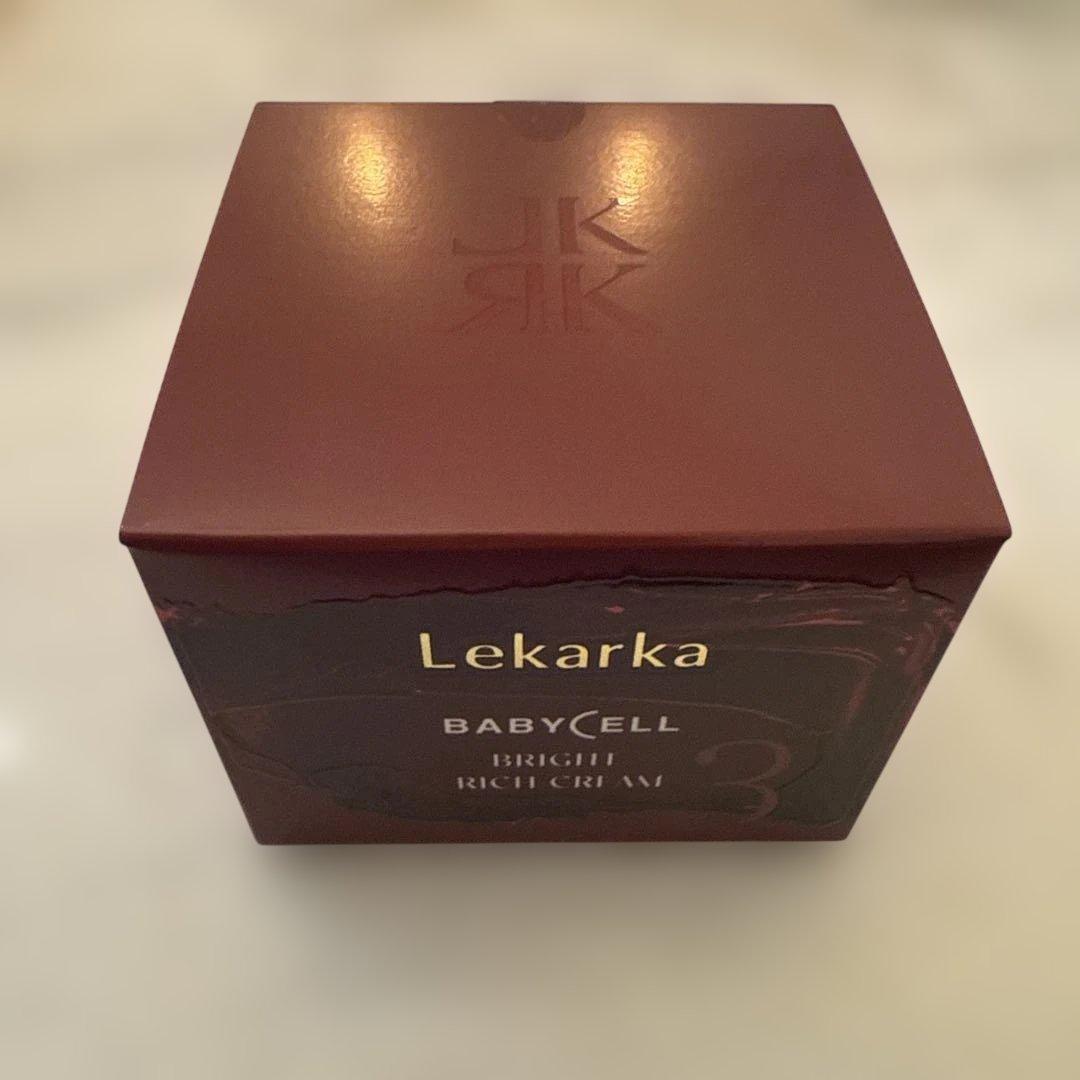 Lekarka
BABYCELL
BRIGHT
RICH CREAM
3